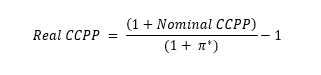 Real CCPP = (1 + Nominal CCPP) / (1 + π*) − 1